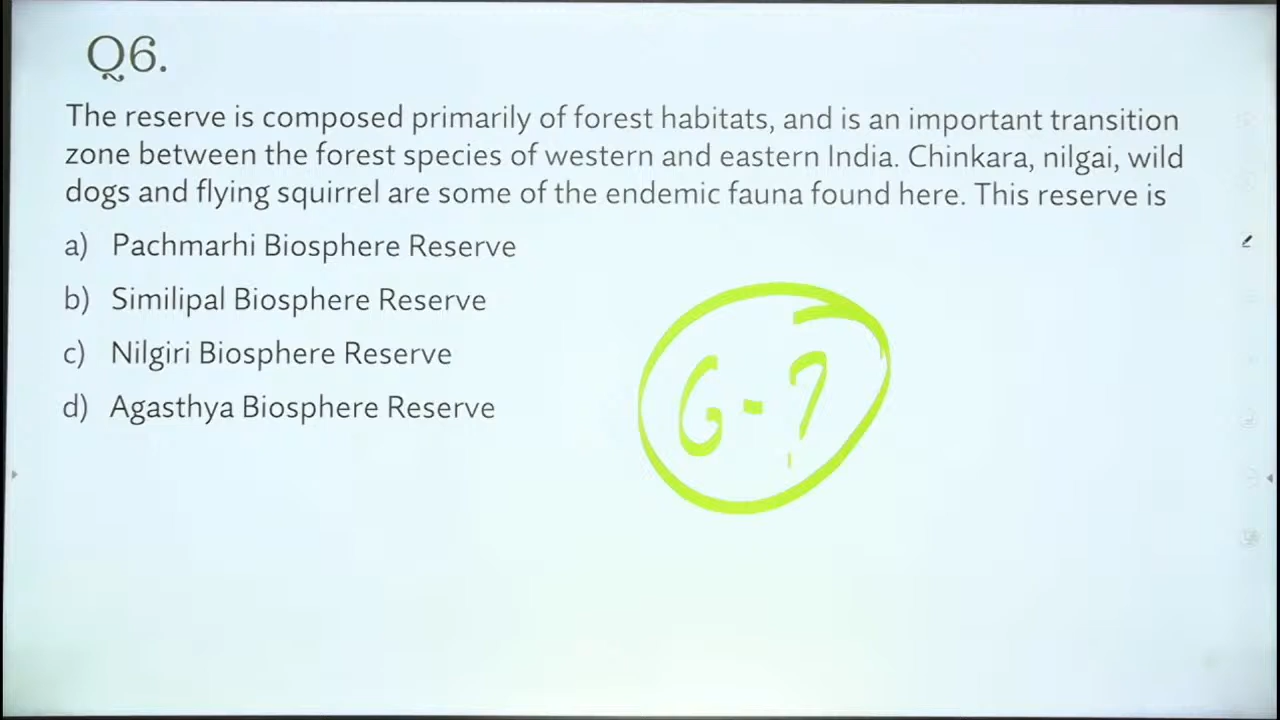 Q6.
The reserve is composed primarily of forest habitats, and is an important transition
zone between the forest species of western and eastern India. Chinkara, nilgai, wild
dogs and flying squirrel are some of the endemic fauna found here. This reserve is
a) Pachmarhi Biosphere Reserve
b) Similipal Biosphere Reserve
c) Nilgiri Biosphere Reserve
d) Agasthya Biosphere Reserve
6-?